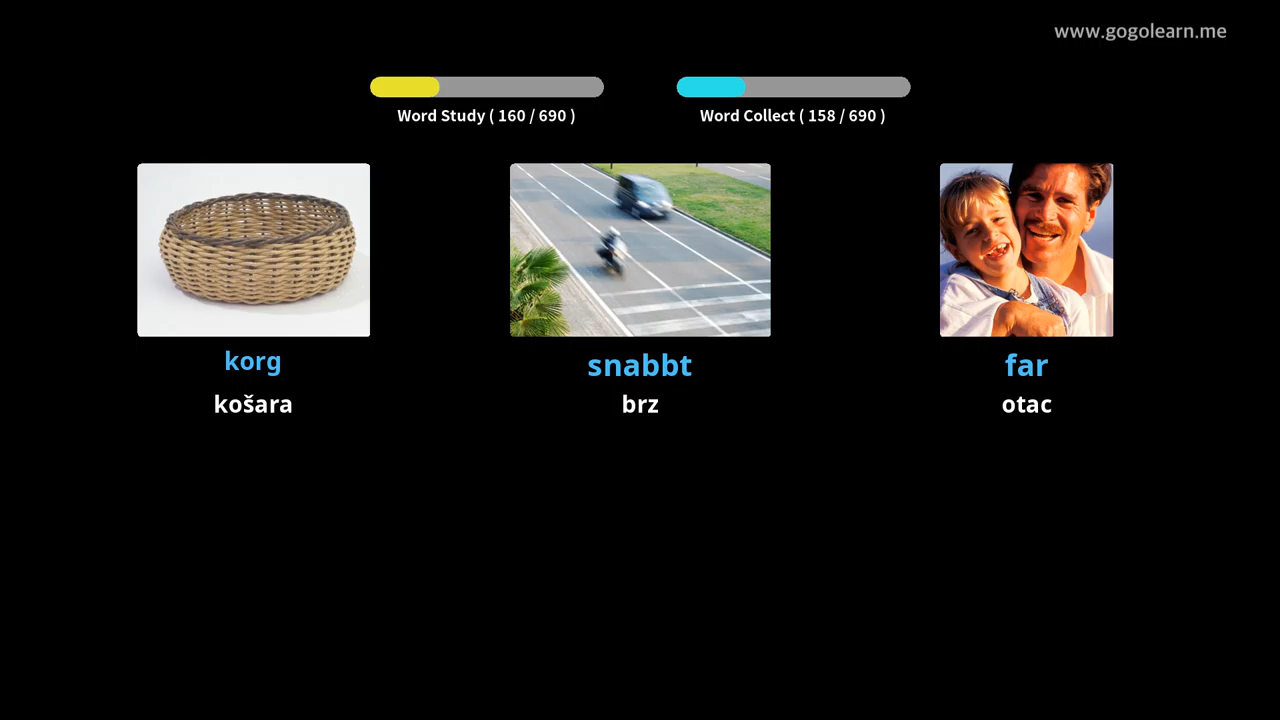 www.gogolearn.me
Word Study ( 160 / 690 )
Word Collect ( 158 / 690 )
korg
snabbt
far
košara
brz
otac